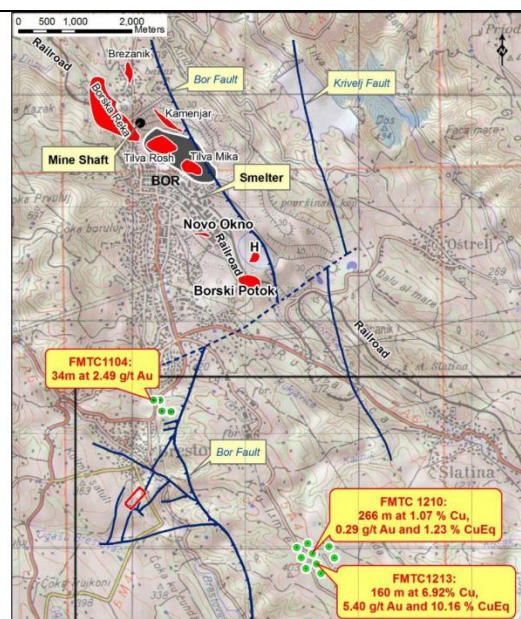 0 500 1,000 2,000
Meters
Railroad
Brezanik
Bor Fault
Krivelj Fault
Borska Reka
Kamenjar
Mine Shaft
Tilva Rosh
Tilva Mika
BOR
Smelter
Novo Okno
H
Railroad
Borski Potok
Oštrelj
Railroad
FMTC1104:
34m at 2.49 g/t Au
Bor Fault
Slatina
FMTC 1210:
266 m at 1.07 % Cu,
0.29 g/t Au and 1.23 % CuEq
FMTC1213:
160 m at 6.92% Cu,
5.40 g/t Au and 10.16 % CuEq